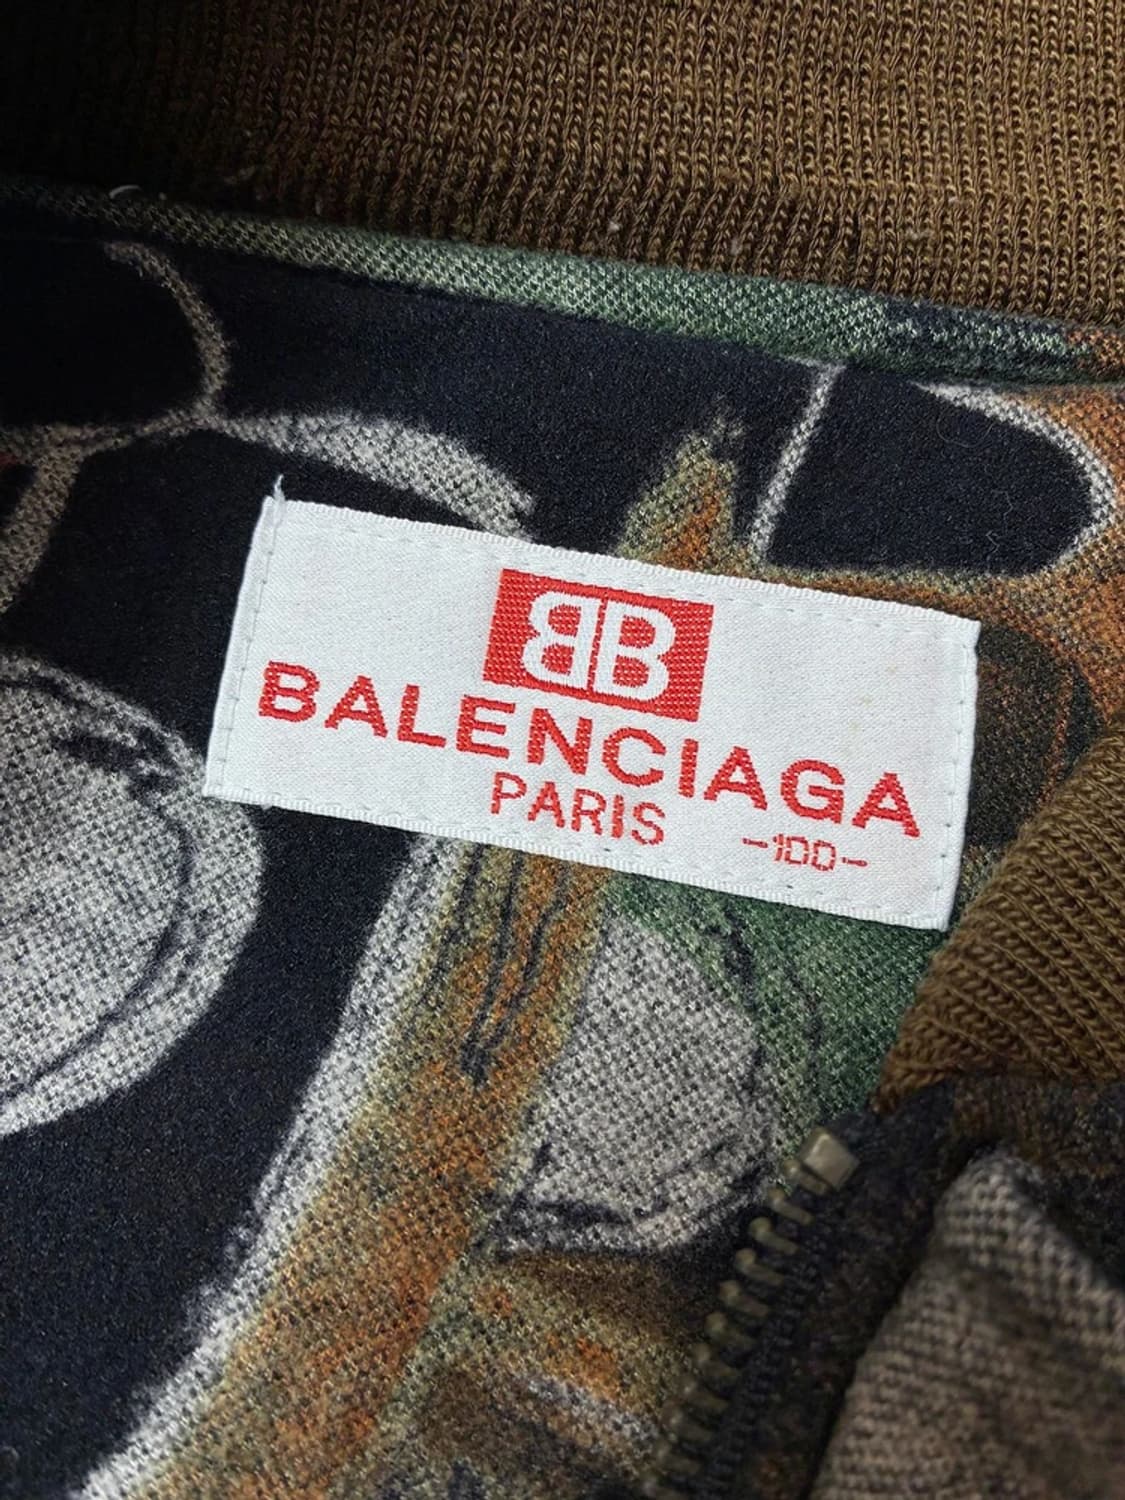 BB
BALENCIAGA
PARIS
-100-